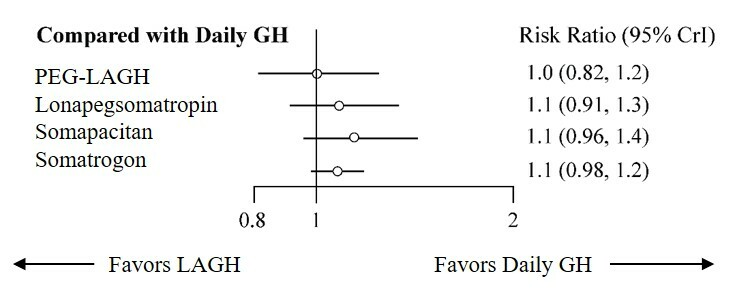 Compared with Daily GH Risk Ratio (95% CrI)
PEG-LAGH 1.0 (0.82, 1.2)
Lonapegsomatropin 1.1 (0.91, 1.3)
Somapacitan 1.1 (0.96, 1.4)
Somatrogon 1.1 (0.98, 1.2)
0.8 1 2
Favors LAGH Favors Daily GH